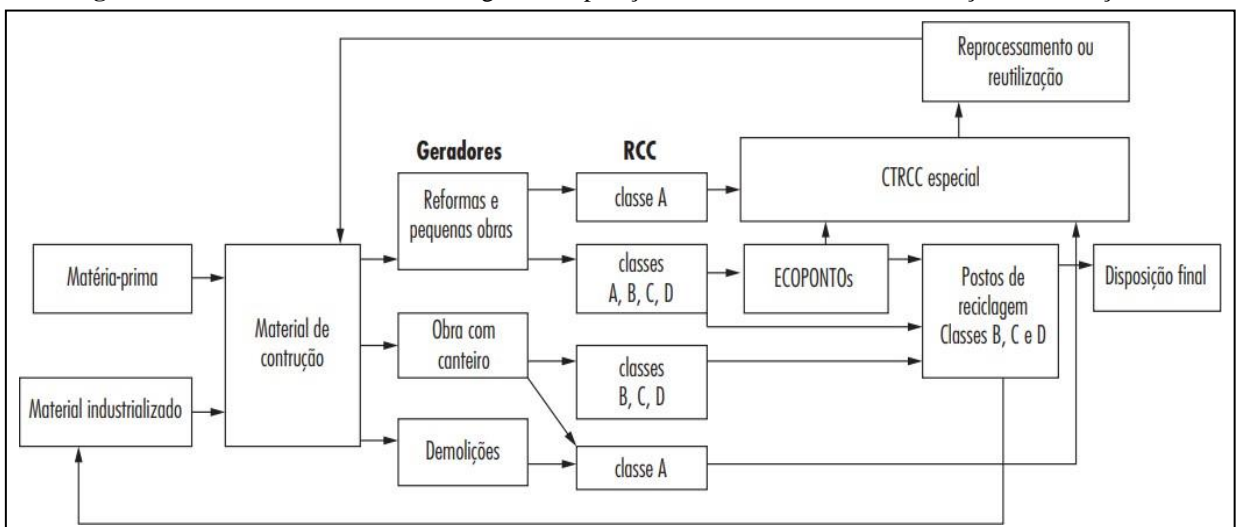 Reprocessamento ou
reutilização
Geradores
RCC
Reformas e
pequenas obras
classe A
CTRCC especial
Matéria-prima
classes
A, B, C, D
ECOPONTOs
Postos de
reciclagem
Classes B, C e D
Disposição final
Material de
contrução
Obra com
canteiro
classes
B, C, D
Material industrializado
Demolições
classe A